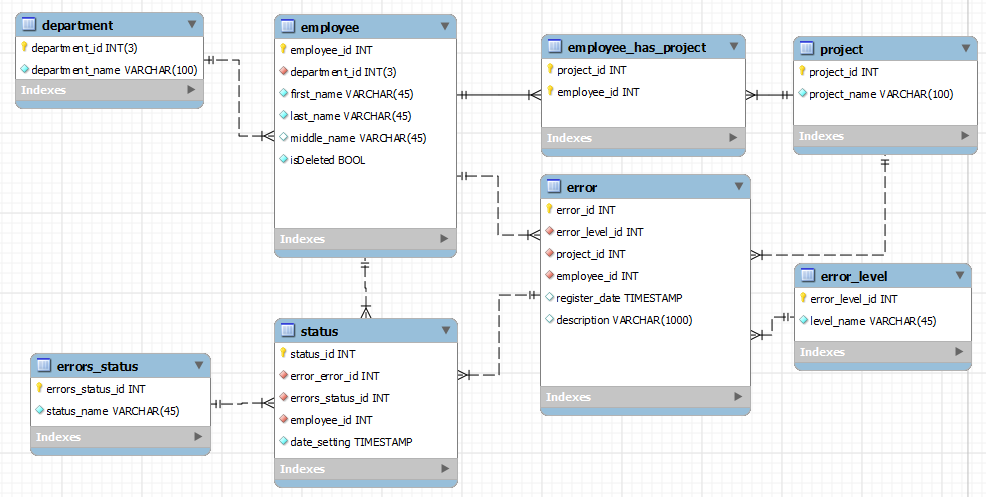 department
department_id INT(3)
department_name VARCHAR(100)
Indexes
employee
employee_id INT
department_id INT(3)
first_name VARCHAR(45)
last_name VARCHAR(45)
middle_name VARCHAR(45)
isDeleted BOOL
Indexes
employee_has_project
project_id INT
employee_id INT
Indexes
project
project_id INT
project_name VARCHAR(100)
Indexes
error
error_id INT
error_level_id INT
project_id INT
employee_id INT
register_date TIMESTAMP
description VARCHAR(1000)
Indexes
error_level
error_level_id INT
level_name VARCHAR(45)
Indexes
errors_status
errors_status_id INT
status_name VARCHAR(45)
Indexes
status
status_id INT
error_error_id INT
errors_status_id INT
employee_id INT
date_setting TIMESTAMP
Indexes